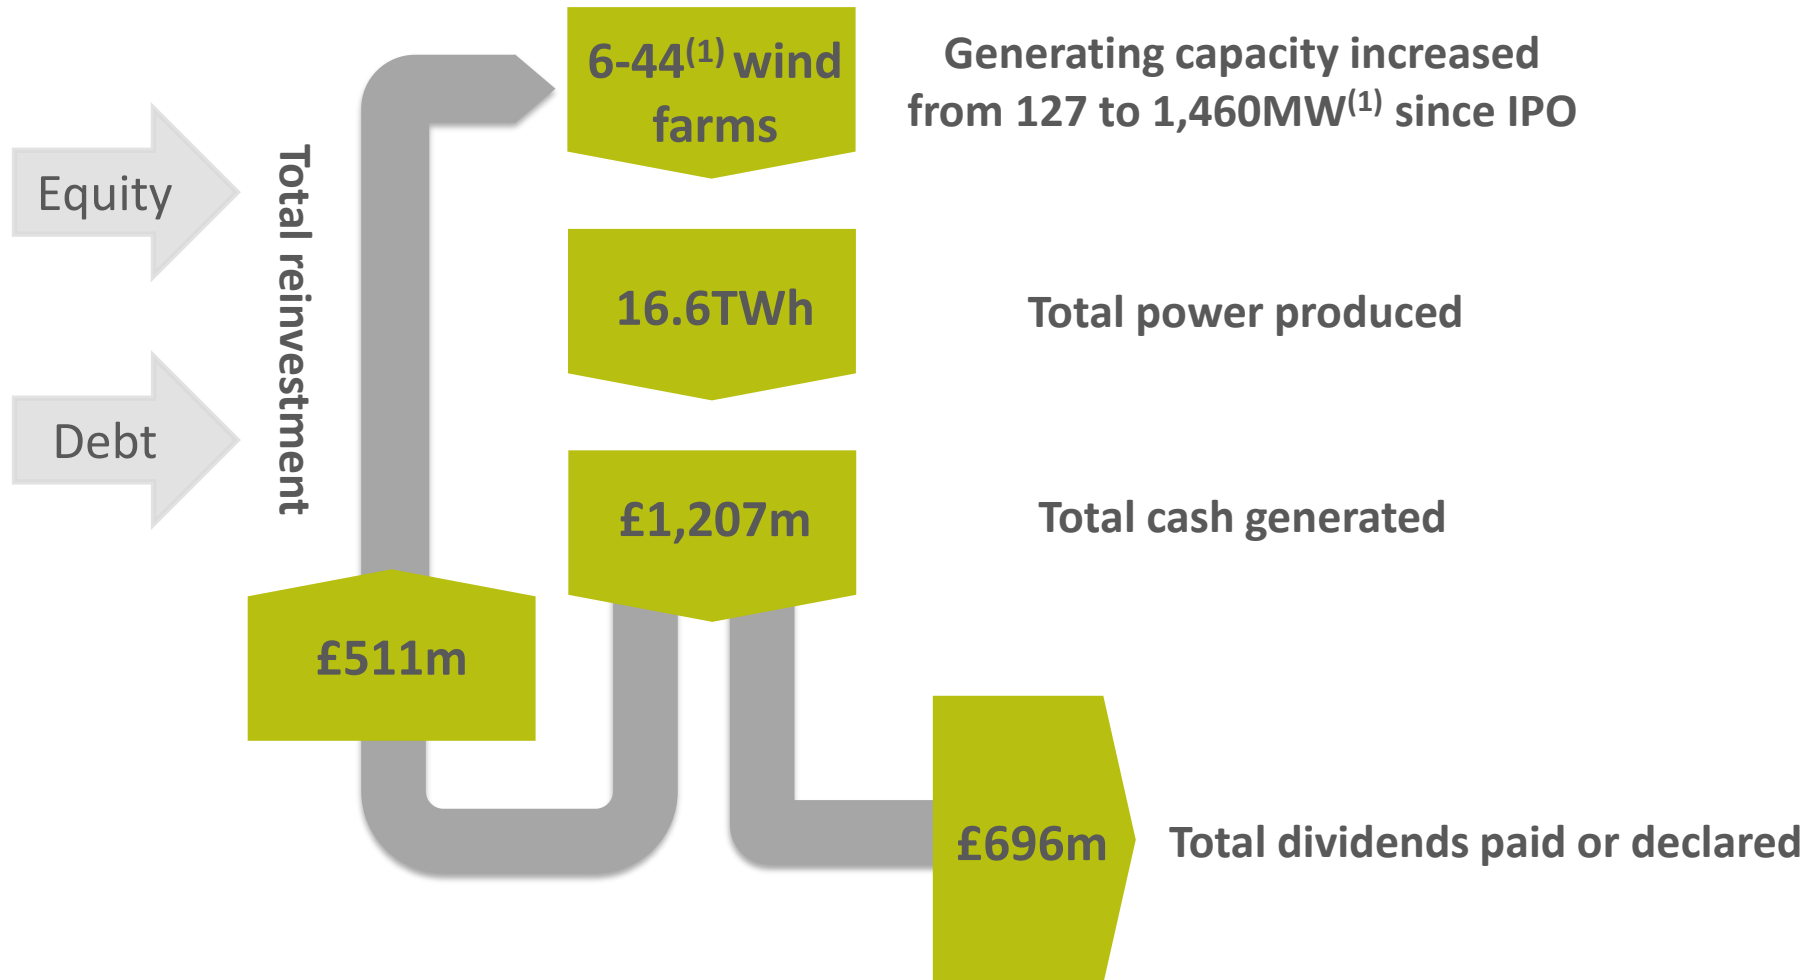 6-44(1) wind
farms
Generating capacity increased
from 127 to 1,460MW(1) since IPO
Equity
Debt
Total reinvestment
16.6TWh
Total power produced
£1,207m
Total cash generated
£511m
£696m
Total dividends paid or declared